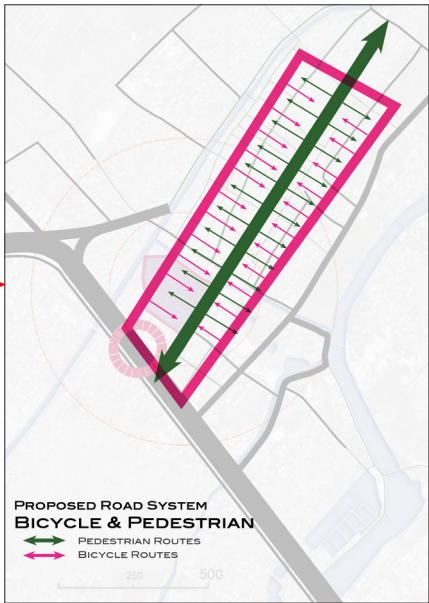 PROPOSED ROAD SYSTEM
BICYCLE & PEDESTRIAN
PEDESTRIAN ROUTES
BICYCLE ROUTES
250 500